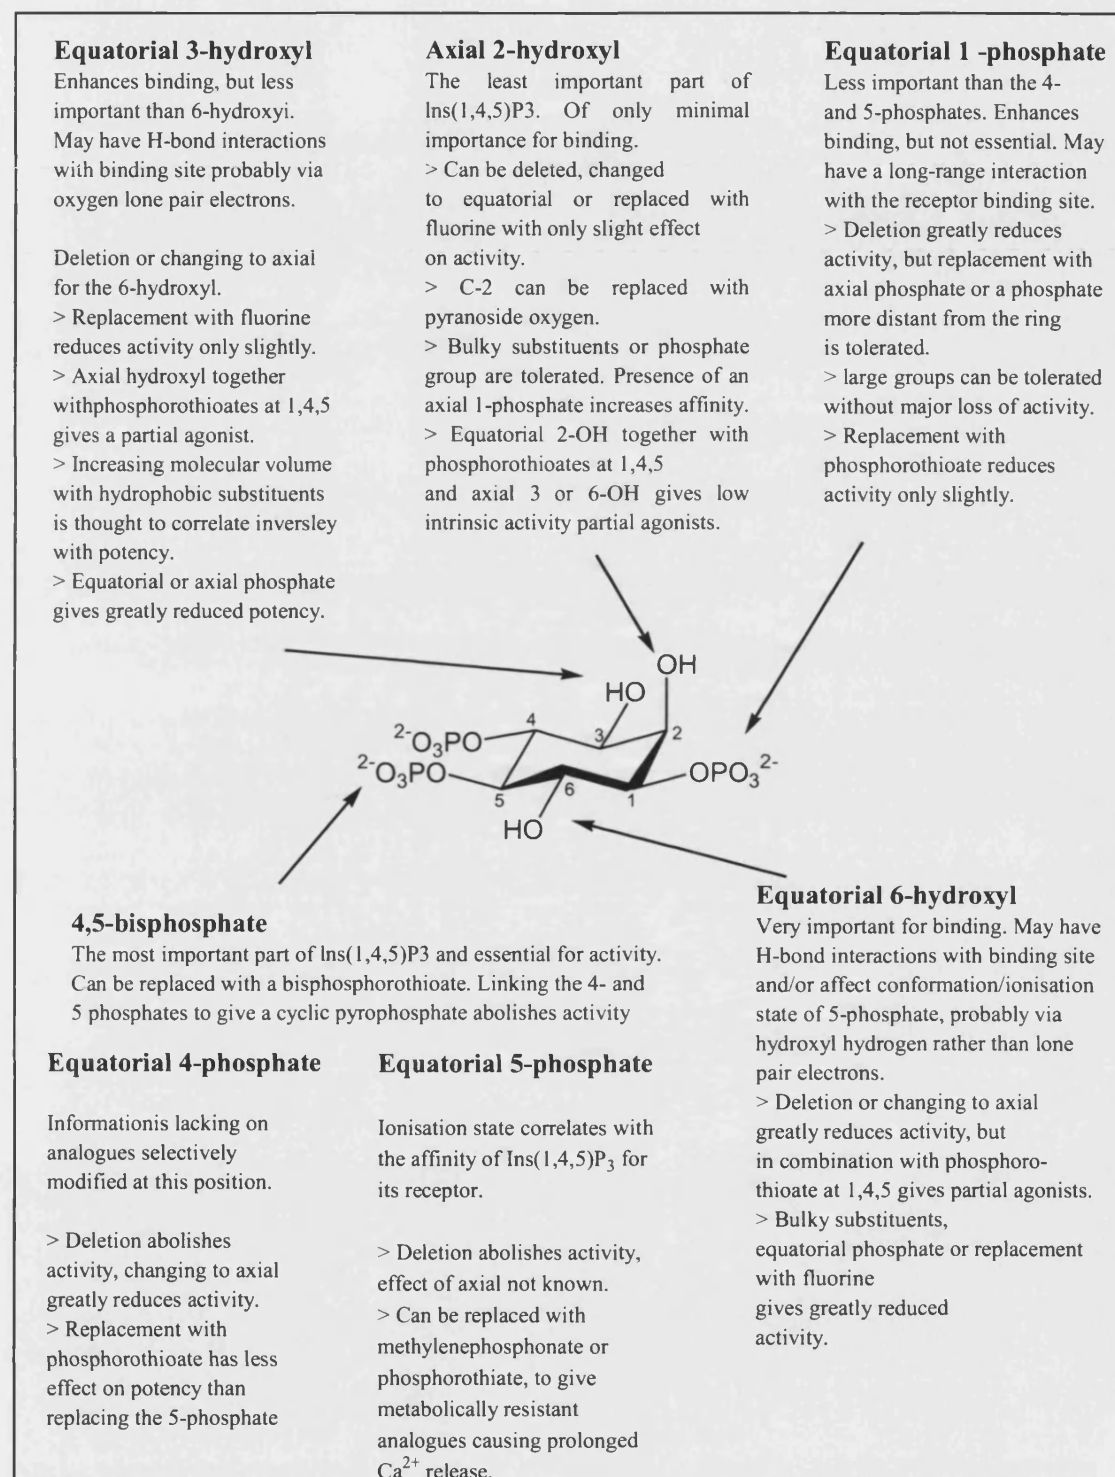 Equatorial 3-hydroxyl
Enhances binding, but less
important than 6-hydroxyi.
May have H-bond interactions
with binding site probably via
oxygen lone pair electrons.
Deletion or changing to axial
for the 6-hydroxyl.
> Replacement with fluorine
reduces activity only slightly.
> Axial hydroxyl together
withphosphorothioates at 1,4,5
gives a partial agonist.
> Increasing molecular volume
with hydrophobic substituents
is thought to correlate inversley
with potency.
> Equatorial or axial phosphate
gives greatly reduced potency.
Axial 2-hydroxyl
The least important part of
lns(1,4,5)P3. Of only minimal
importance for binding.
> Can be deleted, changed
to equatorial or replaced with
fluorine with only slight effect
on activity.
> C-2 can be replaced with
pyranoside oxygen.
> Bulky substituents or phosphate
group are tolerated. Presence of an
axial 1-phosphate increases affinity.
> Equatorial 2-OH together with
phosphorothioates at 1,4,5
and axial 3 or 6-OH gives low
intrinsic activity partial agonists.
Equatorial 1 -phosphate
Less important than the 4-
and 5-phosphates. Enhances
binding, but not essential. May
have a long-range interaction
with the receptor binding site.
> Deletion greatly reduces
activity, but replacement with
axial phosphate or a phosphate
more distant from the ring
is tolerated.
> large groups can be tolerated
without major loss of activity.
> Replacement with
phosphorothioate reduces
activity only slightly.
OH
HO
4
3
2
2-O3PO
2-O3PO
OPO3 2-
5
6
1
HO
4,5-bisphosphate
The most important part of lns(1,4,5)P3 and essential for activity.
Can be replaced with a bisphosphorothioate. Linking the 4- and
5 phosphates to give a cyclic pyrophosphate abolishes activity
Equatorial 4-phosphate
Informationis lacking on
analogues selectively
modified at this position.
> Deletion abolishes
activity, changing to axial
greatly reduces activity.
> Replacement with
phosphorothioate has less
effect on potency than
replacing the 5-phosphate
Equatorial 5-phosphate
Ionisation state correlates with
the affinity of Ins(1,4,5)P3 for
its receptor.
> Deletion abolishes activity,
effect of axial not known.
> Can be replaced with
methylenephosphonate or
phosphorothiate, to give
metabolically resistant
analogues causing prolonged
Ca2+ release.
Equatorial 6-hydroxyl
Very important for binding. May have
H-bond interactions with binding site
and/or affect conformation/ionisation
state of 5-phosphate, probably via
hydroxyl hydrogen rather than lone
pair electrons.
> Deletion or changing to axial
greatly reduces activity, but
in combination with phosphoro-
thioate at 1,4,5 gives partial agonists.
> Bulky substituents,
equatorial phosphate or replacement
with fluorine
gives greatly reduced
activity.